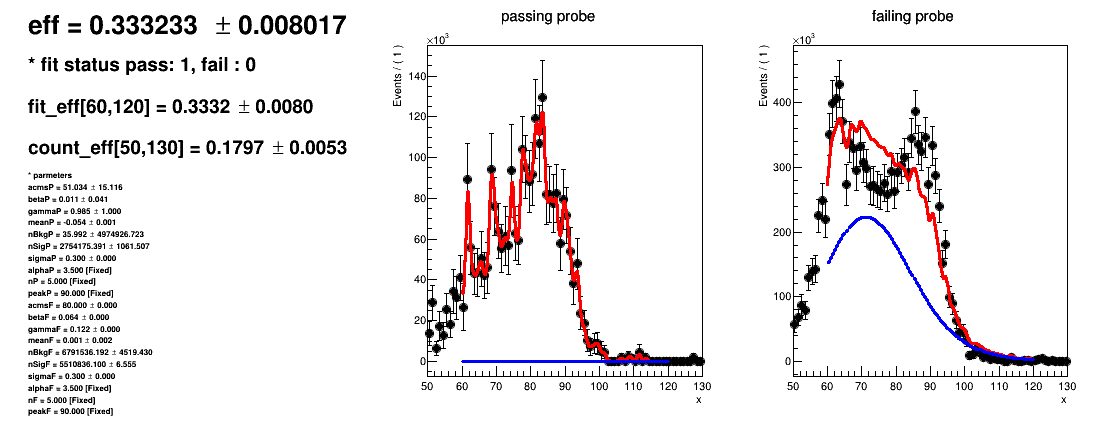 eff = 0.333233 ± 0.008017
* fit status pass: 1, fail : 0
fit_eff[60,120] = 0.3332 ± 0.0080
count_eff[50,130] = 0.1797 ± 0.0053
* parmeters
acmsP = 51.034 ± 15.116
betaP = 0.011 ± 0.041
gammaP = 0.985 ± 1.000
meanP = -0.054 ± 0.001
nBkgP = 35.992 ± 4974926.723
nSigP = 2754175.391 ± 1061.507
sigmaP = 0.300 ± 0.000
alphaP = 3.500 [Fixed]
nP = 5.000 [Fixed]
peakP = 90.000 [Fixed]
acmsF = 80.000 ± 0.000
betaF = 0.064 ± 0.000
gammaF = 0.122 ± 0.000
meanF = 0.001 ± 0.002
nBkgF = 6791536.192 ± 4519.430
nSigF = 5510836.100 ± 6.555
sigmaF = 0.300 ± 0.000
alphaF = 3.500 [Fixed]
nF = 5.000 [Fixed]
peakF = 90.000 [Fixed]
passing probe
×10³
Events / ( 1 )
140
120
100
80
60
40
20
0
50 60 70 80 90 100 110 120 130
x
failing probe
×10³
Events / ( 1 )
400
300
200
100
0
50 60 70 80 90 100 110 120 130
x